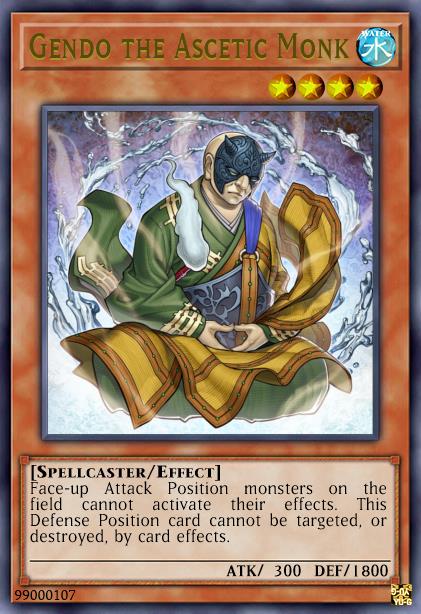 Gendo the Ascetic Monk
WATER
水
[Spellcaster/Effect]
Face-up Attack Position monsters on the
field cannot activate their effects. This
Defense Position card cannot be targeted, or
destroyed, by card effects.
ATK/ 300 DEF/1800
99000107